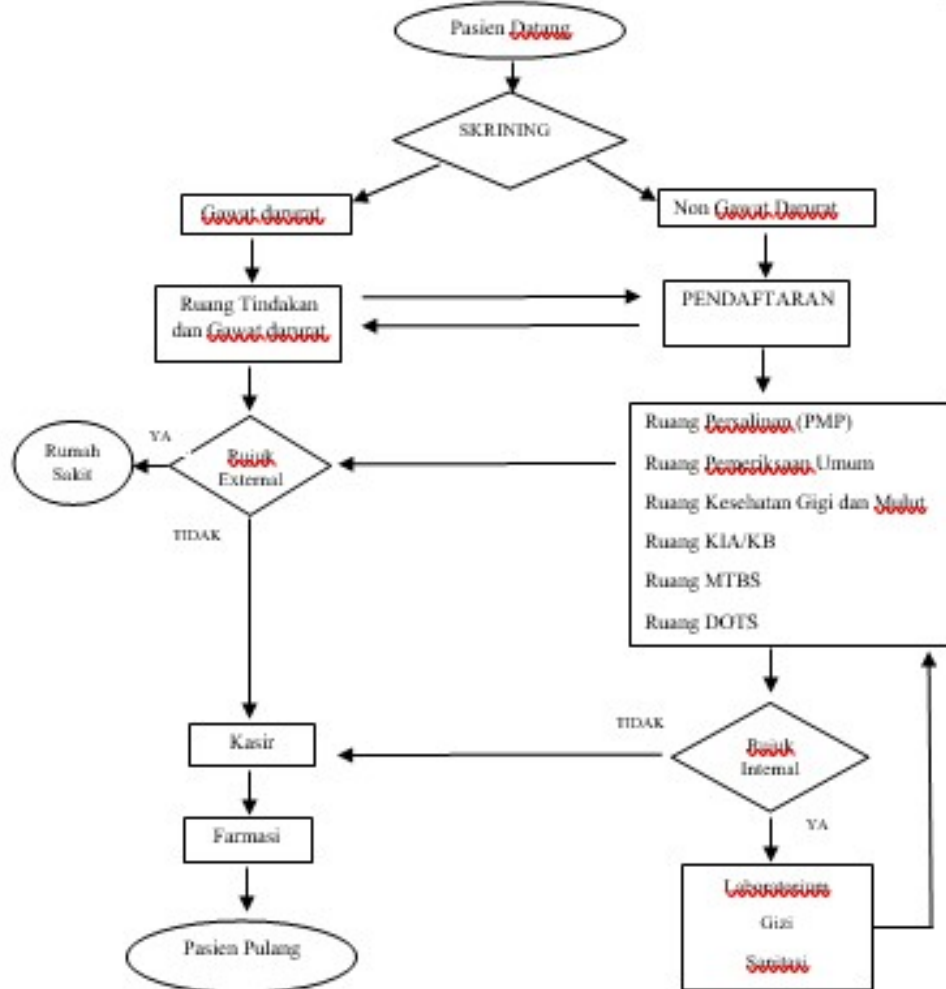 Pasien Datang
SKRINING
Gawat darurat
Non Gawat Darurat
Ruang Tindakan
dan Gawat darurat
PENDAFTARAN
Ruang Persalinan (PMP)
Ruang Pemeriksaan Umum
Ruang Kesehatan Gigi dan Mulut
Ruang KIA/KB
Ruang MTBS
Ruang DOTS
YA
Rumah
Sakit
Rujuk
External
TIDAK
Kasir
TIDAK
Rujuk
Internal
YA
Farmasi
Laboratorium
Gizi
Sanitasi
Pasien Pulang